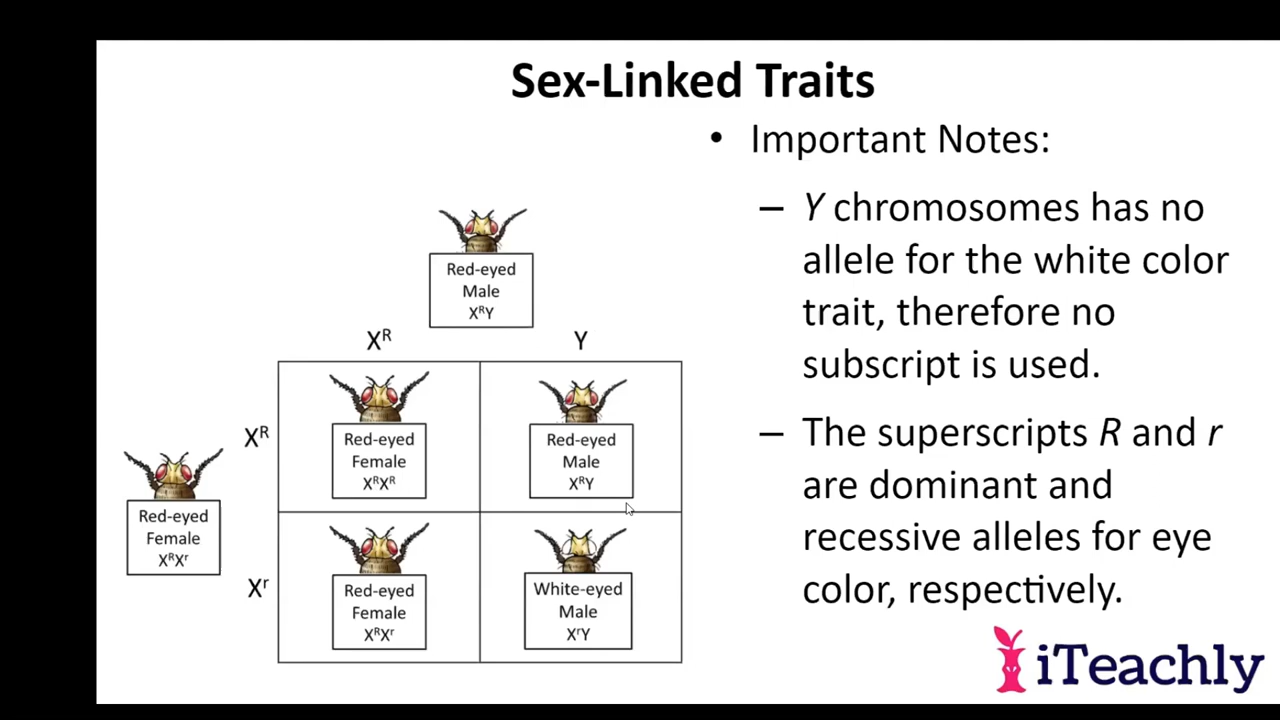 Sex-Linked Traits
• Important Notes:
– Y chromosomes has no
allele for the white color
trait, therefore no
subscript is used.
– The superscripts R and r
are dominant and
recessive alleles for eye
color, respectively.
Red-eyed
Male
XᴿY
Xᴿ
Y
Red-eyed
Female
XᴿXʳ
Xᴿ
Red-eyed
Female
XᴿXᴿ
Red-eyed
Male
XᴿY
Xʳ
Red-eyed
Female
XᴿXʳ
White-eyed
Male
XʳY
iTeachly